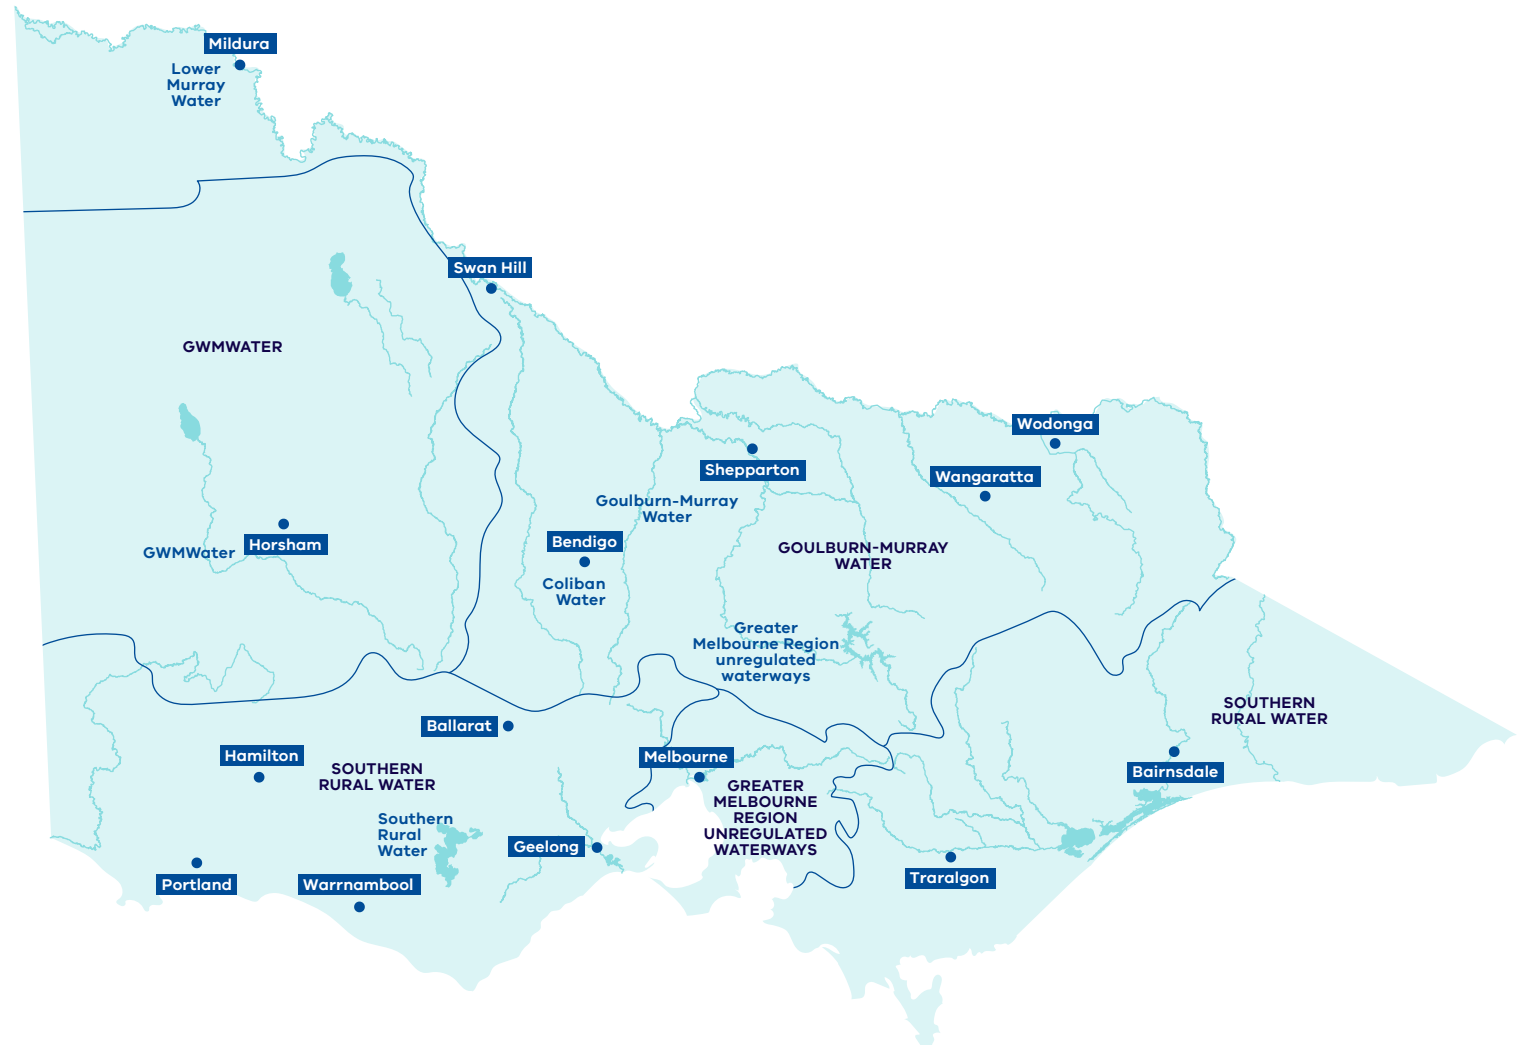 Mildura
Lower
Murray
Water
Swan Hill
GWMWATER
Wodonga
Shepparton
Wangaratta
Goulburn-Murray
Water
Horsham
GWMWater
Bendigo
GOULBURN-MURRAY
WATER
Coliban
Water
Greater
Melbourne Region
unregulated
waterways
SOUTHERN
RURAL WATER
Ballarat
Hamilton
Melbourne
SOUTHERN
RURAL WATER
Bairnsdale
GREATER
MELBOURNE
REGION
UNREGULATED
WATERWAYS
Southern
Rural
Water
Geelong
Portland
Warrnambool
Traralgon